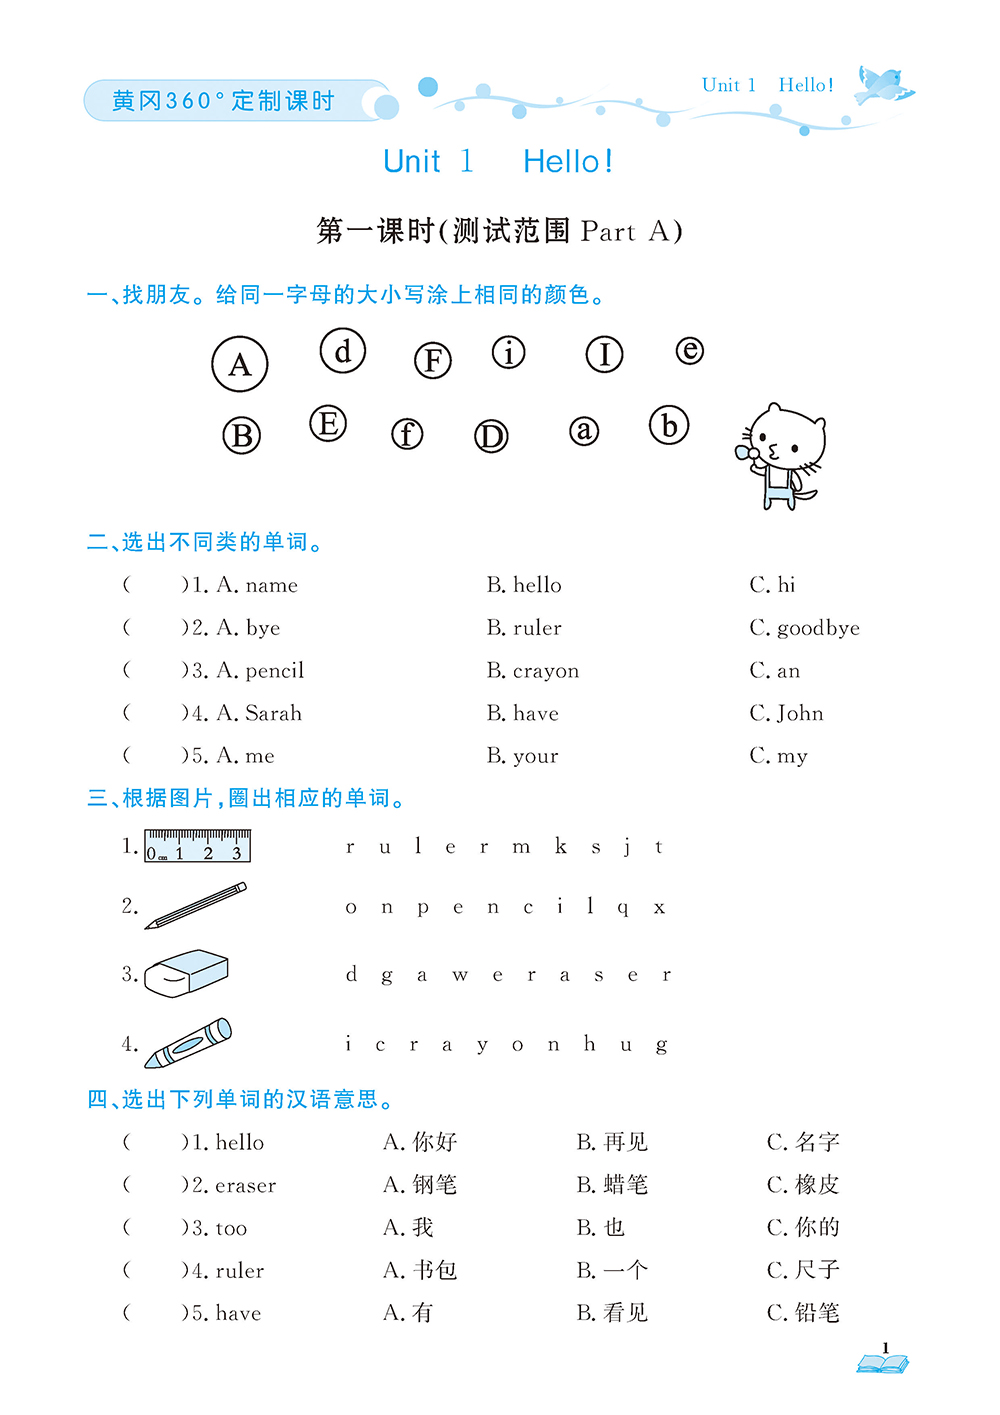 黄冈360°定制课时
Unit 1 Hello!
Unit 1 Hello!
第一课时(测试范围 Part A)
一、找朋友。给同一字母的大小写涂上相同的颜色。
A d F i I e
B E f D a b
二、选出不同类的单词。
( )1. A. name B. hello C. hi
( )2. A. bye B. ruler C. goodbye
( )3. A. pencil B. crayon C. an
( )4. A. Sarah B. have C. John
( )5. A. me B. your C. my
三、根据图片,圈出相应的单词。
1. 0 cm 1 2 3 r u l e r m k s j t
2. o n p e n c i l q x
3. d g a w e r a s e r
4. i c r a y o n h u g
四、选出下列单词的汉语意思。
( )1. hello A. 你好 B. 再见 C. 名字
( )2. eraser A. 钢笔 B. 蜡笔 C. 橡皮
( )3. too A. 我 B. 也 C. 你的
( )4. ruler A. 书包 B. 一个 C. 尺子
( )5. have A. 有 B. 看见 C. 铅笔
1